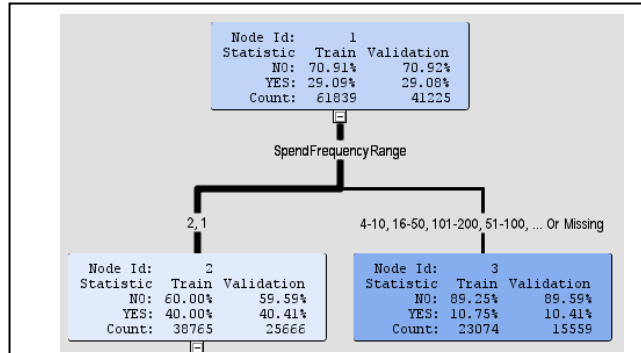 Node Id: 1
Statistic Train Validation
NO: 70.91% 70.92%
YES: 29.09% 29.08%
Count: 61839 41225
SpendFrequencyRange
2, 1
4-10, 16-50, 101-200, 51-100, ... Or Missing
Node Id: 2
Statistic Train Validation
NO: 60.00% 59.59%
YES: 40.00% 40.41%
Count: 38765 25666
Node Id: 3
Statistic Train Validation
NO: 89.25% 89.59%
YES: 10.75% 10.41%
Count: 23074 15559